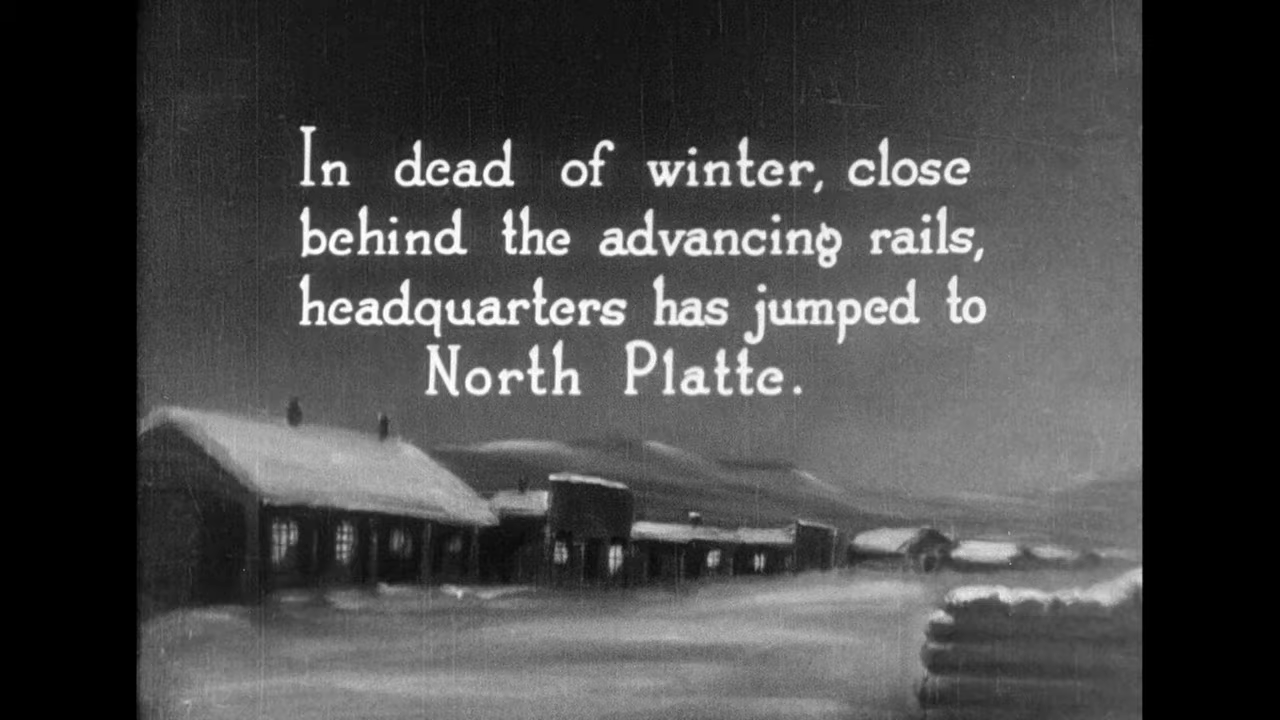 In dead of winter, close
behind the advancing rails,
headquarters has jumped to
North Platte.